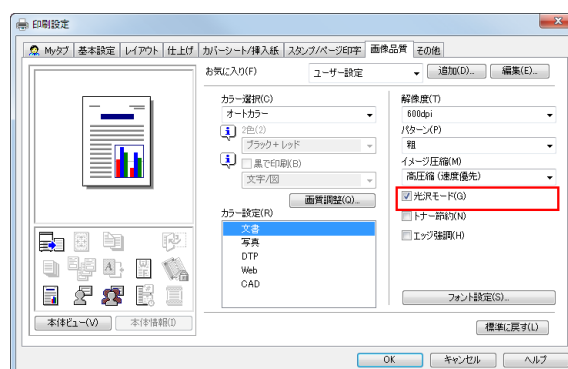 印刷設定
Myタブ 基本設定 レイアウト 仕上げ カバーシート/挿入紙 スタンプ/ページ印字 画像品質 その他
お気に入り(F) ユーザー設定 追加(D)... 編集(E)...
カラー選択(C)
オートカラー
2色(2)
ブラック+レッド
黒で印刷(B)
文字/図
画質調整(Q)...
カラー設定(R)
文書
写真
DTP
Web
CAD
解像度(T)
600dpi
パターン(P)
粗
イメージ圧縮(M)
高圧縮 (速度優先)
光沢モード(G)
トナー節約(N)
エッジ強調(H)
フォント設定(S)...
本体ビュー(V) 本体情報(I)
標準に戻す(L)
OK キャンセル ヘルプ